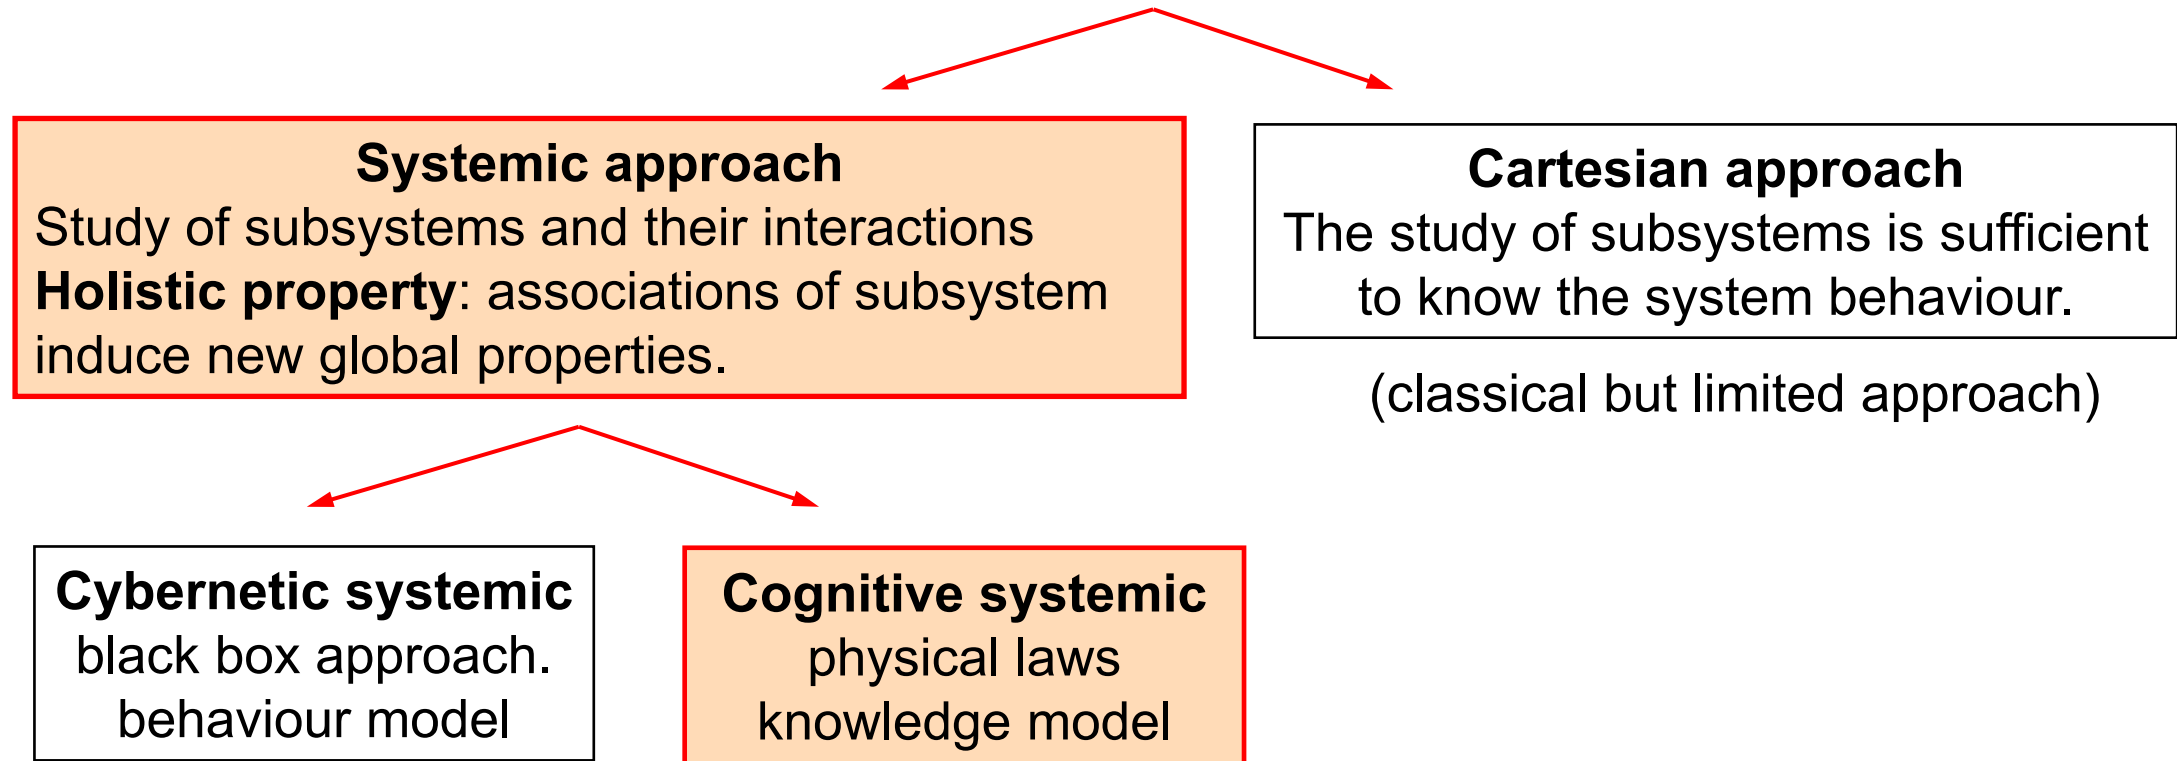 Systemic approach
Study of subsystems and their interactions
Holistic property: associations of subsystem
induce new global properties.
Cartesian approach
The study of subsystems is sufficient
to know the system behaviour.
(classical but limited approach)
Cybernetic systemic
black box approach.
behaviour model
Cognitive systemic
physical laws
knowledge model